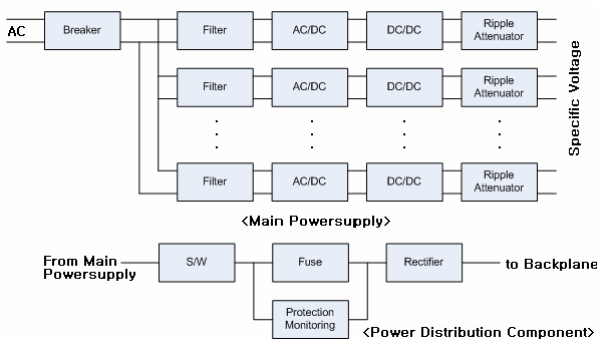 AC
Breaker
Filter
AC/DC
DC/DC
Ripple
Attenuator
Filter
AC/DC
DC/DC
Ripple
Attenuator
Filter
AC/DC
DC/DC
Ripple
Attenuator
Specific Voltage
<Main Powersupply>
From Main
Powersupply
S/W
Fuse
Rectifier
to Backplane
Protection
Monitoring
<Power Distribution Component>